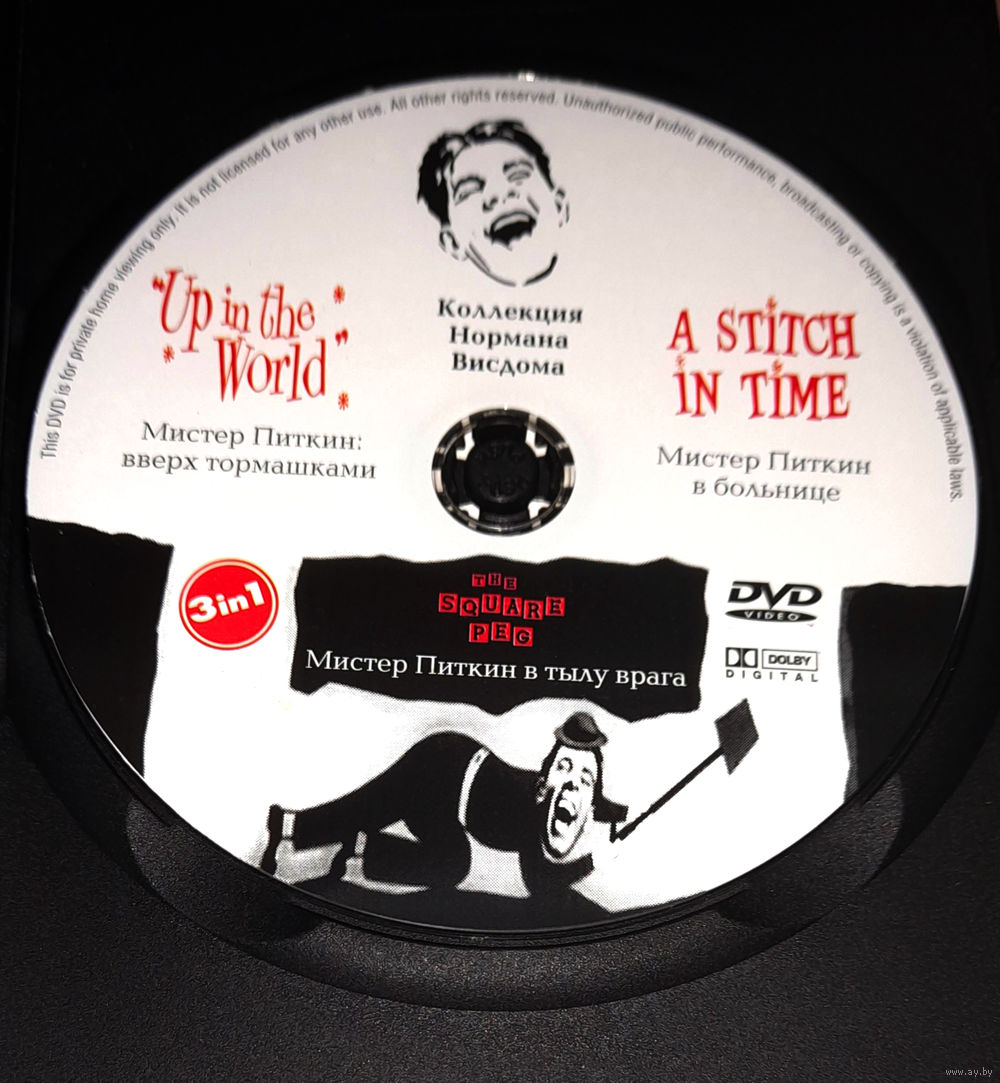 This DVD is for private home viewing only. It is not licensed for any other use. All other rights reserved. Unauthorized public performance, broadcasting or copying is a violation of applicable laws.
Коллекция
Нормана
Висдома
"Up in the
World"
Мистер Питкин:
вверх тормашками
A STITCH
IN TIME
Мистер Питкин
в больнице
3in1
THE
SQUARE
PEG
Мистер Питкин в тылу врага
DVD
VIDEO
DOLBY
DIGITAL
www.ay.by